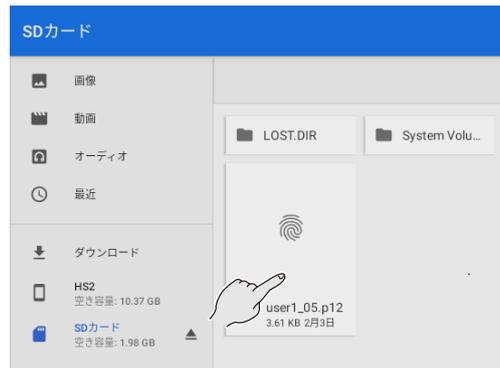 SDカード
画像
動画
オーディオ
最近
ダウンロード
HS2
空き容量: 10.37 GB
SDカード
空き容量: 1.98 GB
LOST.DIR
System Volu...
user1_05.p12
3.61 KB 2月3日